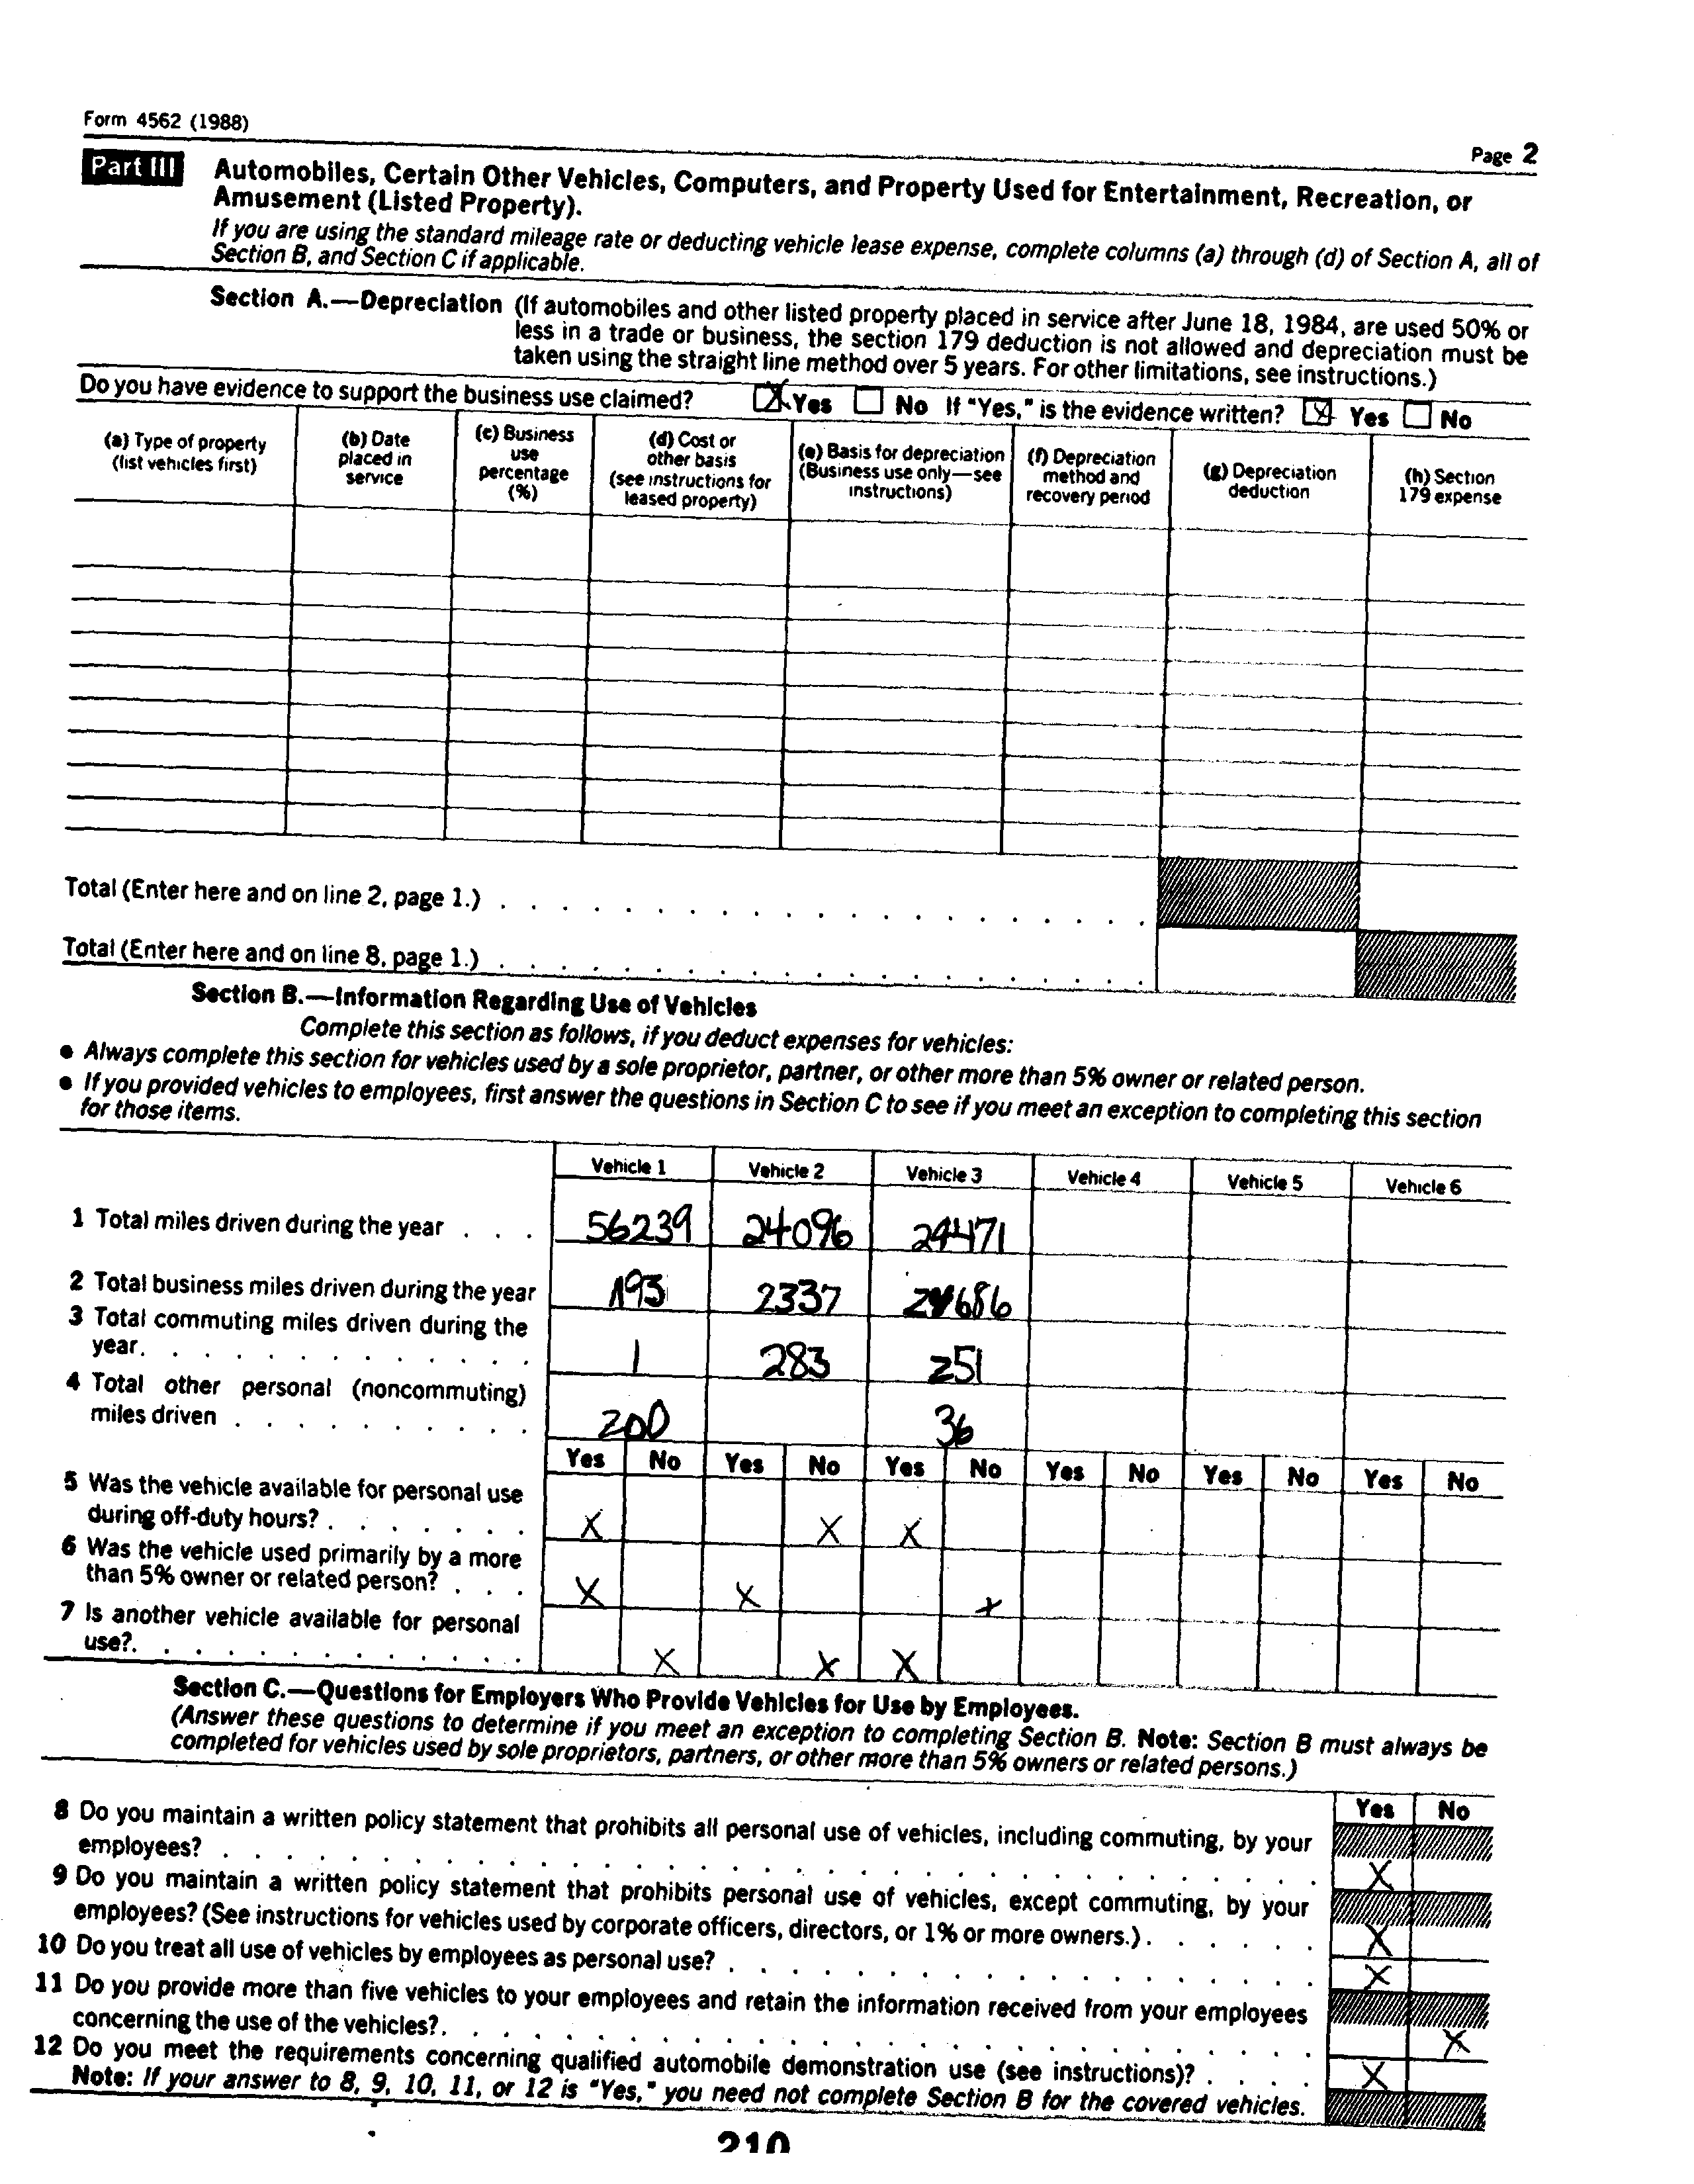 Form 4562 (1988)
Page 2
Part III
Automobiles, Certain Other Vehicles, Computers, and Property Used for Entertainment, Recreation, or
Amusement (Listed Property).
If you are using the standard mileage rate or deducting vehicle lease expense, complete columns (a) through (d) of Section A, all of
Section B, and Section C if applicable.
Section A.—Depreciation (If automobiles and other listed property placed in service after June 18, 1984, are used 50% or
less in a trade or business, the section 179 deduction is not allowed and depreciation must be
taken using the straight line method over 5 years. For other limitations, see instructions.)
Do you have evidence to support the business use claimed? X Yes No If "Yes," is the evidence written? X Yes No
(a) Type of property
(list vehicles first)
(b) Date
placed in
service
(c) Business
use
percentage
(%)
(d) Cost or
other basis
(see instructions for
leased property)
(e) Basis for depreciation
(Business use only—see
instructions)
(f) Depreciation
method and
recovery period
(g) Depreciation
deduction
(h) Section
179 expense
Total (Enter here and on line 2, page 1.) . . . . . . . . . . . . . . . . . . . . .
Total (Enter here and on line 8, page 1.) . . . . . . . . . . . . . . . . . . . . .
Section B.—Information Regarding Use of Vehicles
Complete this section as follows, if you deduct expenses for vehicles:
● Always complete this section for vehicles used by a sole proprietor, partner, or other more than 5% owner or related person.
● If you provided vehicles to employees, first answer the questions in Section C to see if you meet an exception to completing this section
for those items.
Vehicle 1 Vehicle 2 Vehicle 3 Vehicle 4 Vehicle 5 Vehicle 6
1 Total miles driven during the year . . . 56239 24096 29471
2 Total business miles driven during the year 193 2337
3 Total commuting miles driven during the
year. . . . . . . . . . . . . 1 283 251
4 Total other personal (noncommuting)
miles driven . . . . . . . . . . 200 36
Yes No Yes No Yes No Yes No Yes No Yes No
5 Was the vehicle available for personal use
during off-duty hours? . . . . . . . X X X
6 Was the vehicle used primarily by a more
than 5% owner or related person? . . . X X X
7 Is another vehicle available for personal
use?. . . . . . . . . . . . . X X X
Section C.—Questions for Employers Who Provide Vehicles for Use by Employees.
(Answer these questions to determine if you meet an exception to completing Section B. Note: Section B must always be
completed for vehicles used by sole proprietors, partners, or other more than 5% owners or related persons.)
Yes No
8 Do you maintain a written policy statement that prohibits all personal use of vehicles, including commuting, by your
employees? . . . . . . . . . . . . . . . . . . . . . . . . . . . . . . . . . . . X
9 Do you maintain a written policy statement that prohibits personal use of vehicles, except commuting, by your
employees? (See instructions for vehicles used by corporate officers, directors, or 1% or more owners.) . . . . . . X
10 Do you treat all use of vehicles by employees as personal use? . . . . . . . . . . . . . . . . . . . X
11 Do you provide more than five vehicles to your employees and retain the information received from your employees
concerning the use of the vehicles?. . . . . . . . . . . . . . . . . . . . . . . . . . . . X
12 Do you meet the requirements concerning qualified automobile demonstration use (see instructions)? . . . . X
Note: If your answer to 8, 9, 10, 11, or 12 is "Yes," you need not complete Section B for the covered vehicles.
210